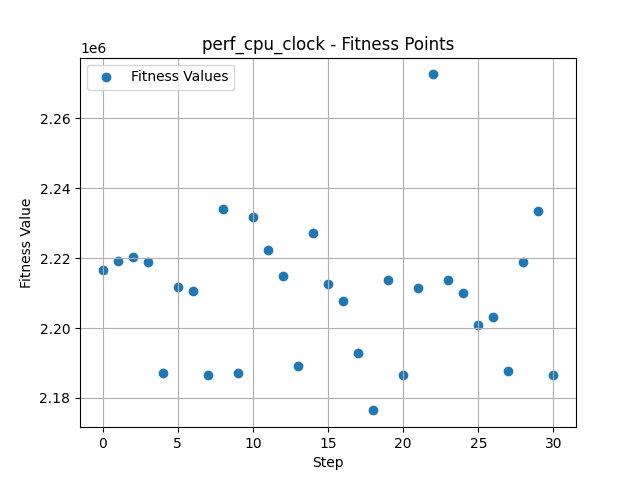 perf_cpu_clock - Fitness Points
1e6
Fitness Values
2.26
2.24
2.22
2.20
2.18
Fitness Value
0 5 10 15 20 25 30
Step